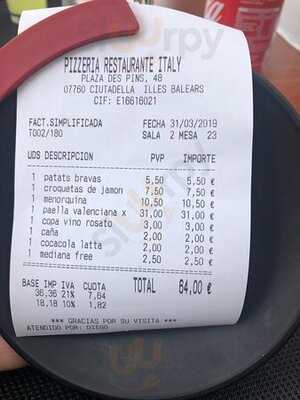 PIZZERIA RESTAURANTE ITALY
PLAZA DES PINS, 48
07760 CIUTADELLA ILLES BALEARS
CIF: E16616021
FACT.SIMPLIFICADA FECHA 31/03/2019
T002/180 SALA 2 MESA 23
UDS DESCRIPCION PVP IMPORTE
1 patats bravas 5,50 5,50 €
1 croquetas de jamon 7,50 7,50 €
1 menorquina 10,50 10,50 €
1 paella valenciana x 31,00 31,00 €
1 copa vino rosato 3,00 3,00 €
1 caña 2,00 2,00 €
1 cocacola latta 2,00 2,00 €
1 mediana free 2,50 2,50 €
BASE IMP IVA CUOTA TOTAL 64,00 €
36,36 21% 7,64
18,18 10% 1,82
*** GRACIAS POR SU VISITA ***
ATENDIDO POR: DIEGO
sluurpy